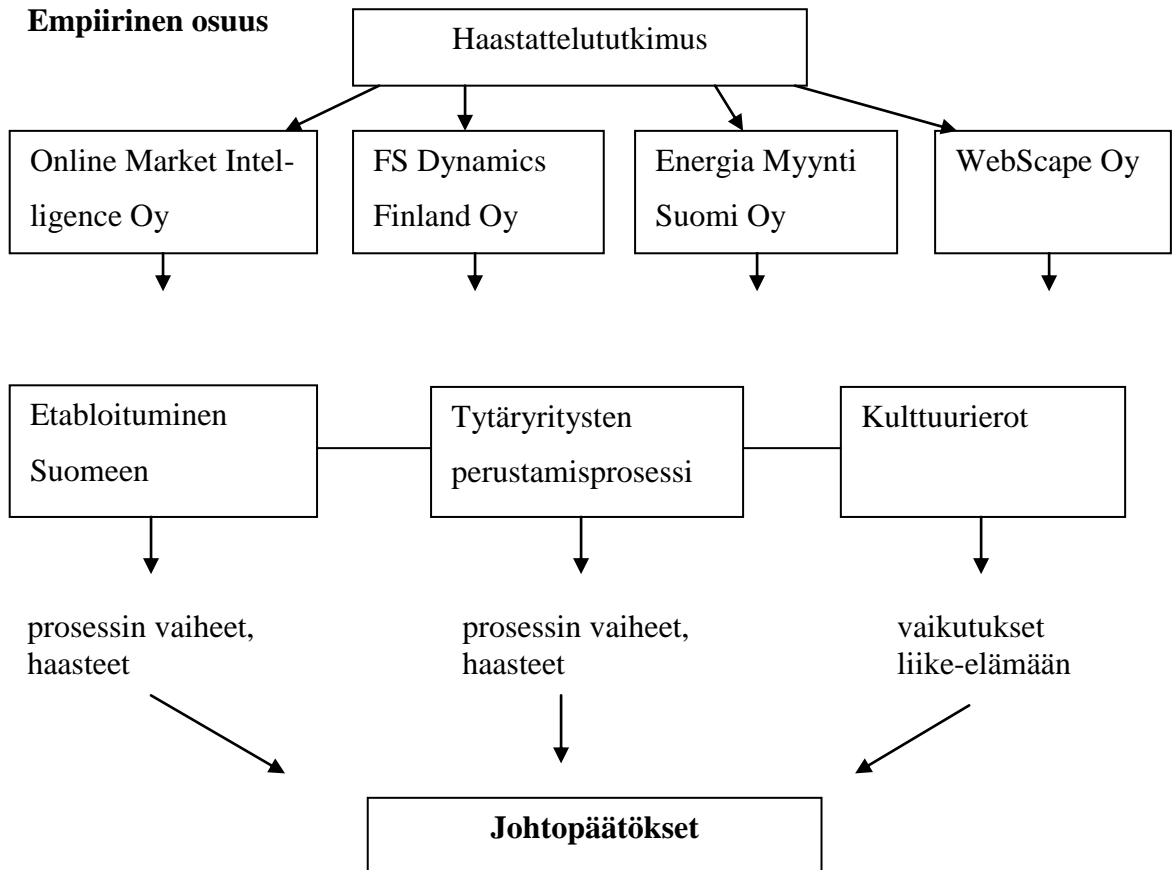 Empiirinen osuus
Haastattelututkimus
Online Market Intel-
ligence Oy
FS Dynamics
Finland Oy
Energia Myynti
Suomi Oy
WebScape Oy
Etabloituminen
Suomeen
Tytäryritysten
perustamisprosessi
Kulttuurierot
prosessin vaiheet,
haasteet
prosessin vaiheet,
haasteet
vaikutukset
liike-elämään
Johtopäätökset